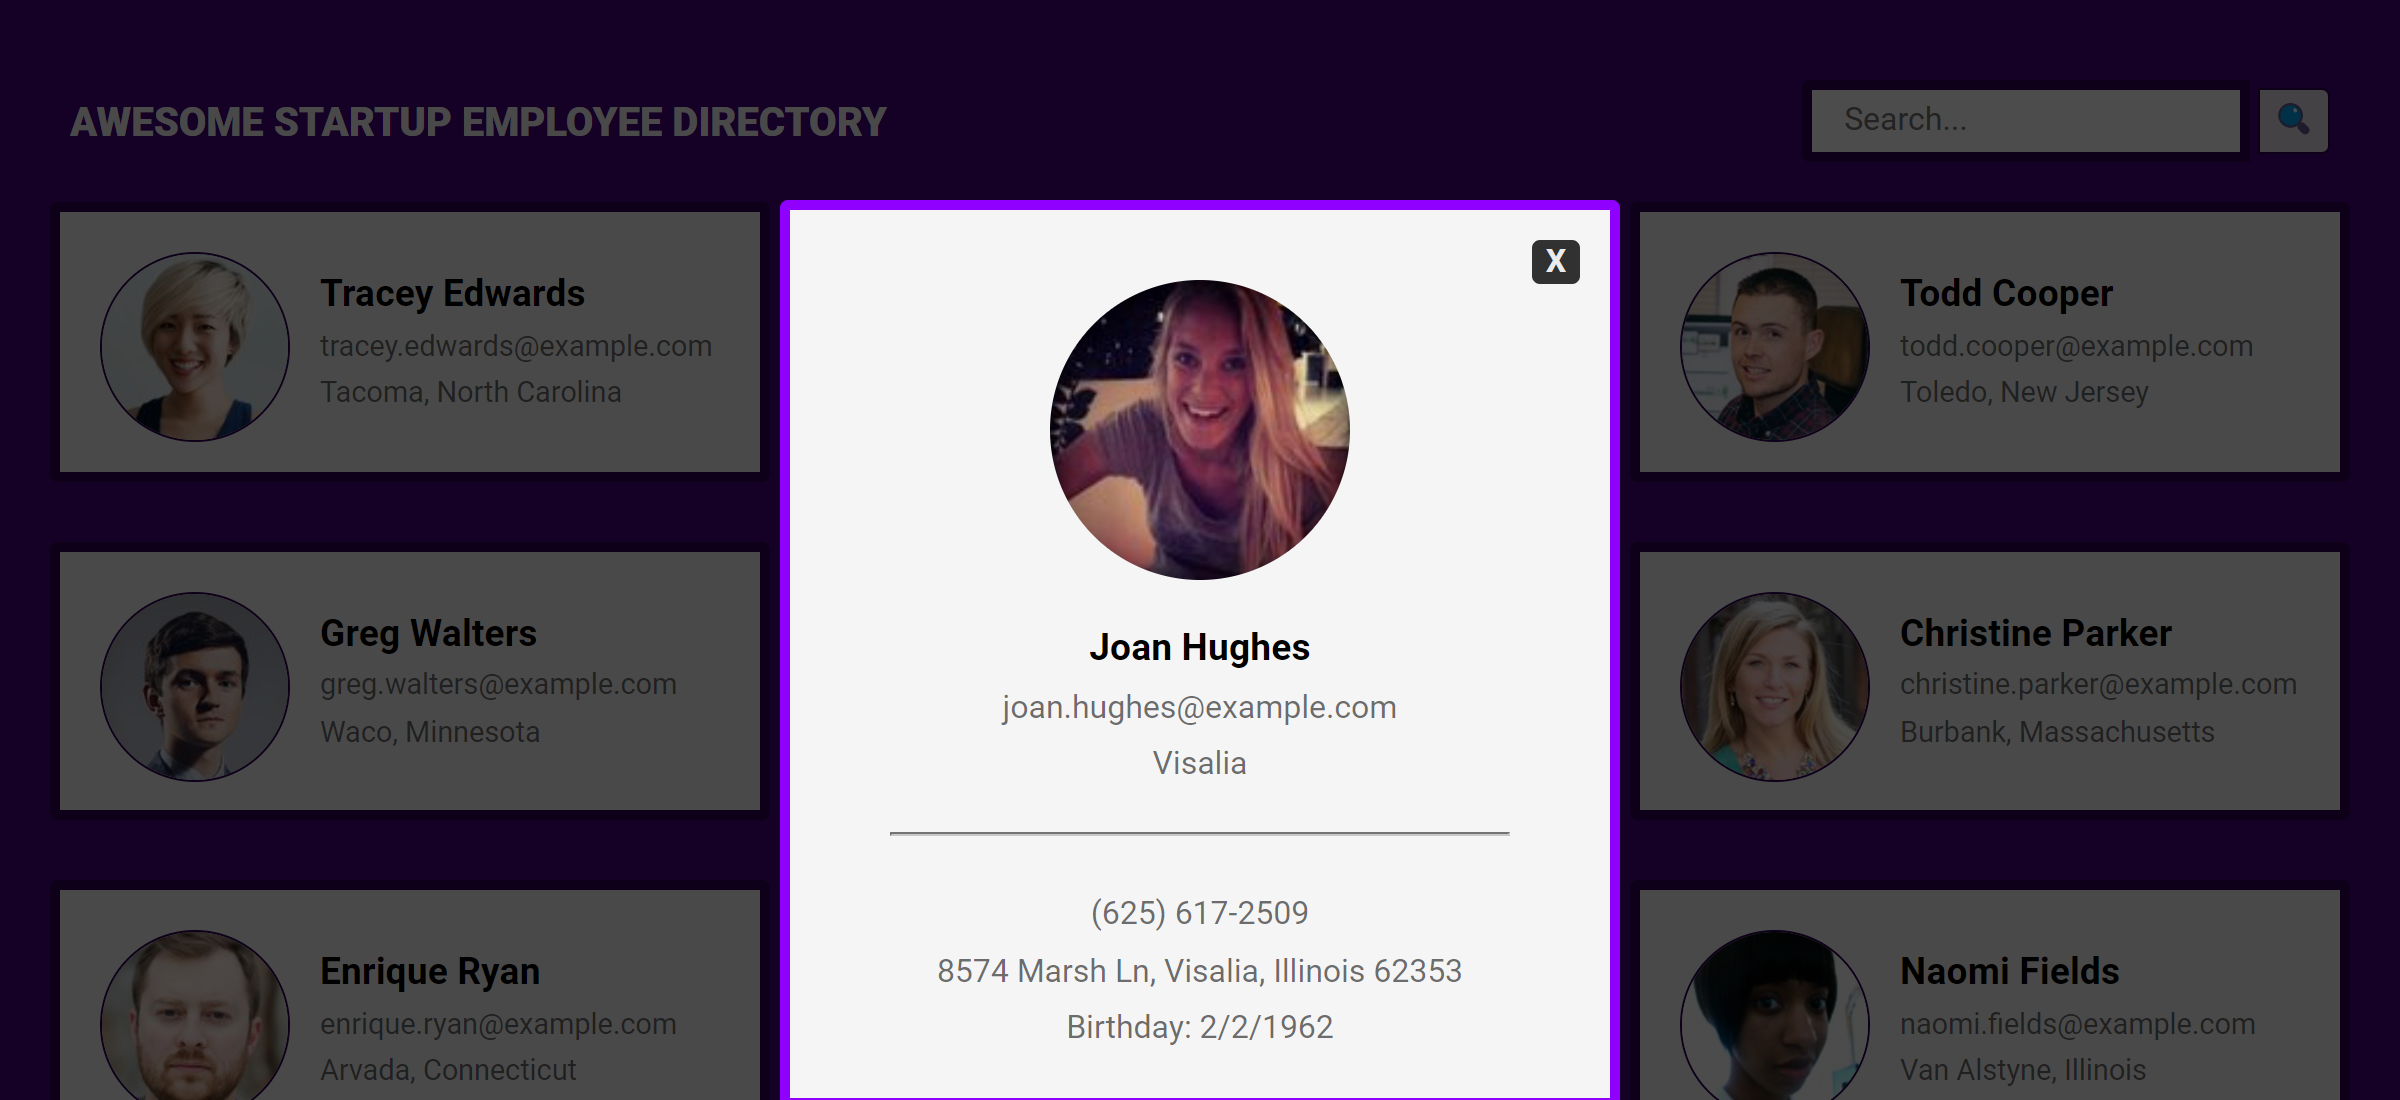 AWESOME STARTUP EMPLOYEE DIRECTORY
Search...
Tracey Edwards
tracey.edwards@example.com
Tacoma, North Carolina
X
Joan Hughes
joan.hughes@example.com
Visalia
(625) 617-2509
8574 Marsh Ln, Visalia, Illinois 62353
Birthday: 2/2/1962
Todd Cooper
todd.cooper@example.com
Toledo, New Jersey
Greg Walters
greg.walters@example.com
Waco, Minnesota
Christine Parker
christine.parker@example.com
Burbank, Massachusetts
Enrique Ryan
enrique.ryan@example.com
Arvada, Connecticut
Naomi Fields
naomi.fields@example.com
Van Alstyne, Illinois